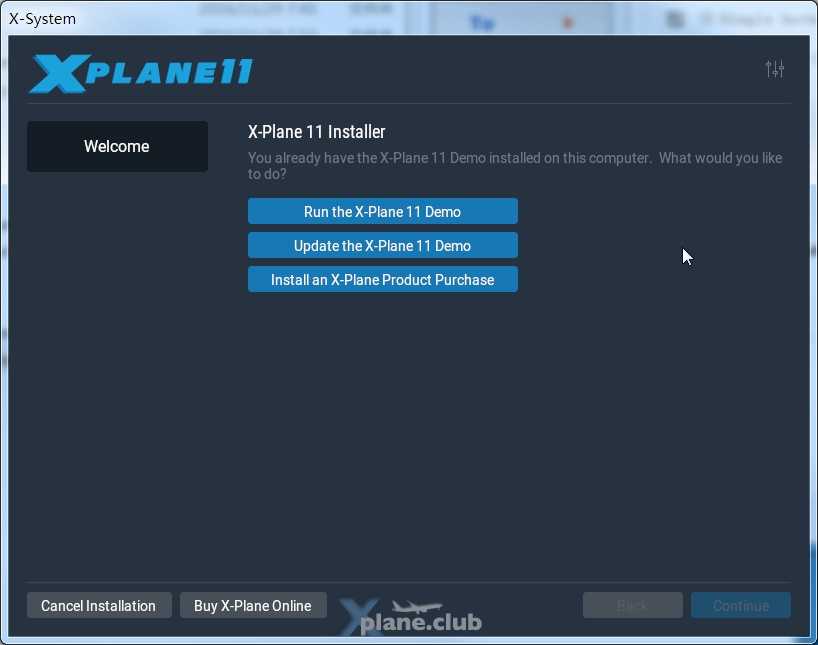 X-System
XPLANE11
Welcome
X-Plane 11 Installer
You already have the X-Plane 11 Demo installed on this computer.  What would you like
to do?
Run the X-Plane 11 Demo
Update the X-Plane 11 Demo
Install an X-Plane Product Purchase
Cancel Installation
Buy X-Plane Online
X
plane.club
Back
Continue